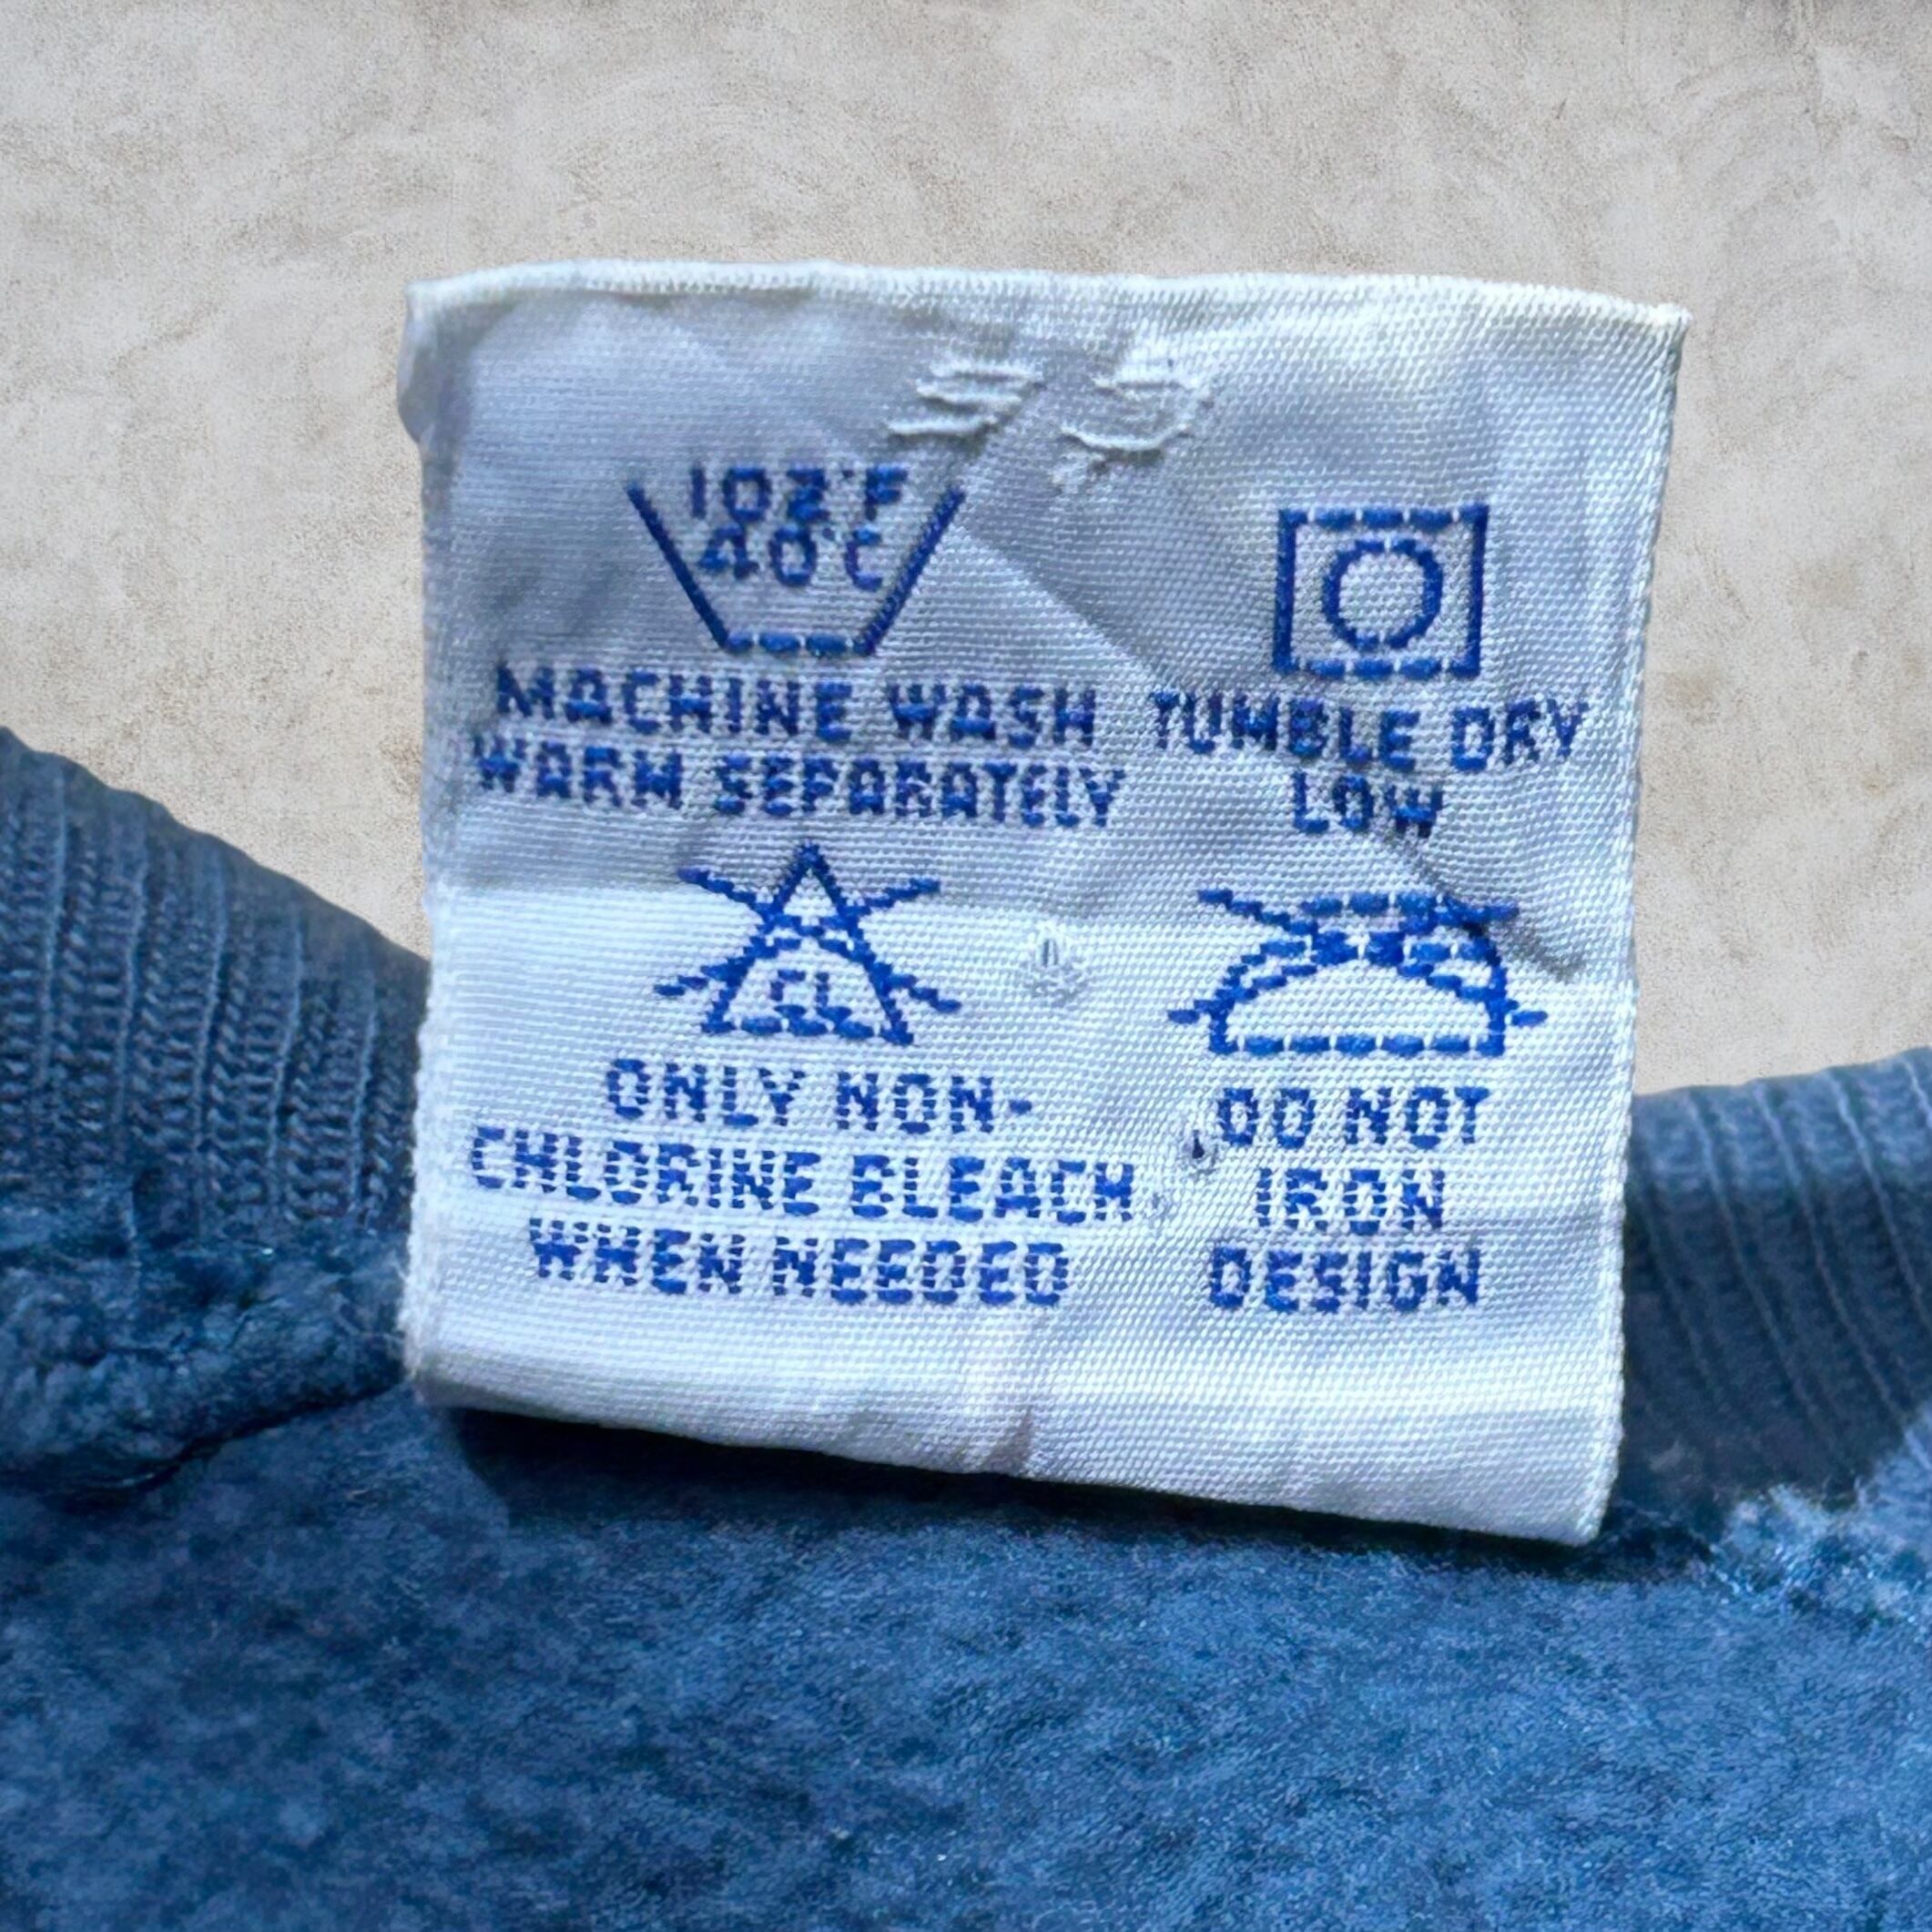 102°F
40°C
MACHINE WASH
WARM SEPARATELY
TUMBLE DRY
LOW
CL
ONLY NON-
CHLORINE BLEACH
WHEN NEEDED
DO NOT
IRON
DESIGN